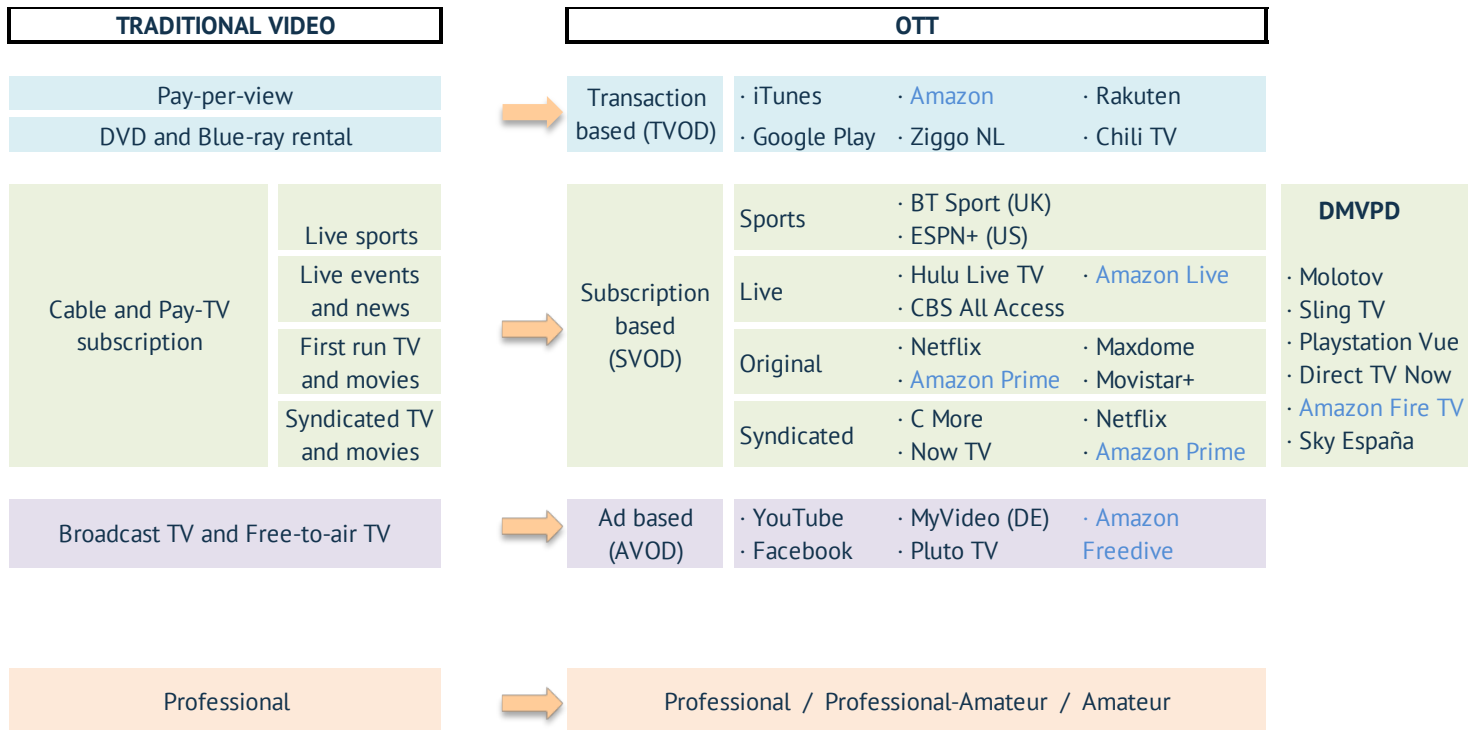 TRADITIONAL VIDEO
OTT
Pay-per-view
DVD and Blue-ray rental
Transaction
based (TVOD)
· iTunes · Amazon · Rakuten
· Google Play · Ziggo NL · Chili TV
Cable and Pay-TV
subscription
Live sports
Live events
and news
First run TV
and movies
Syndicated TV
and movies
Subscription
based
(SVOD)
Sports
· BT Sport (UK)
· ESPN+ (US)
Live
· Hulu Live TV · Amazon Live
· CBS All Access
Original
· Netflix · Maxdome
· Amazon Prime · Movistar+
Syndicated
· C More · Netflix
· Now TV · Amazon Prime
DMVPD
· Molotov
· Sling TV
· Playstation Vue
· Direct TV Now
· Amazon Fire TV
· Sky España
Broadcast TV and Free-to-air TV
Ad based
(AVOD)
· YouTube · MyVideo (DE) · Amazon
· Facebook · Pluto TV Freedive
Professional
Professional / Professional-Amateur / Amateur